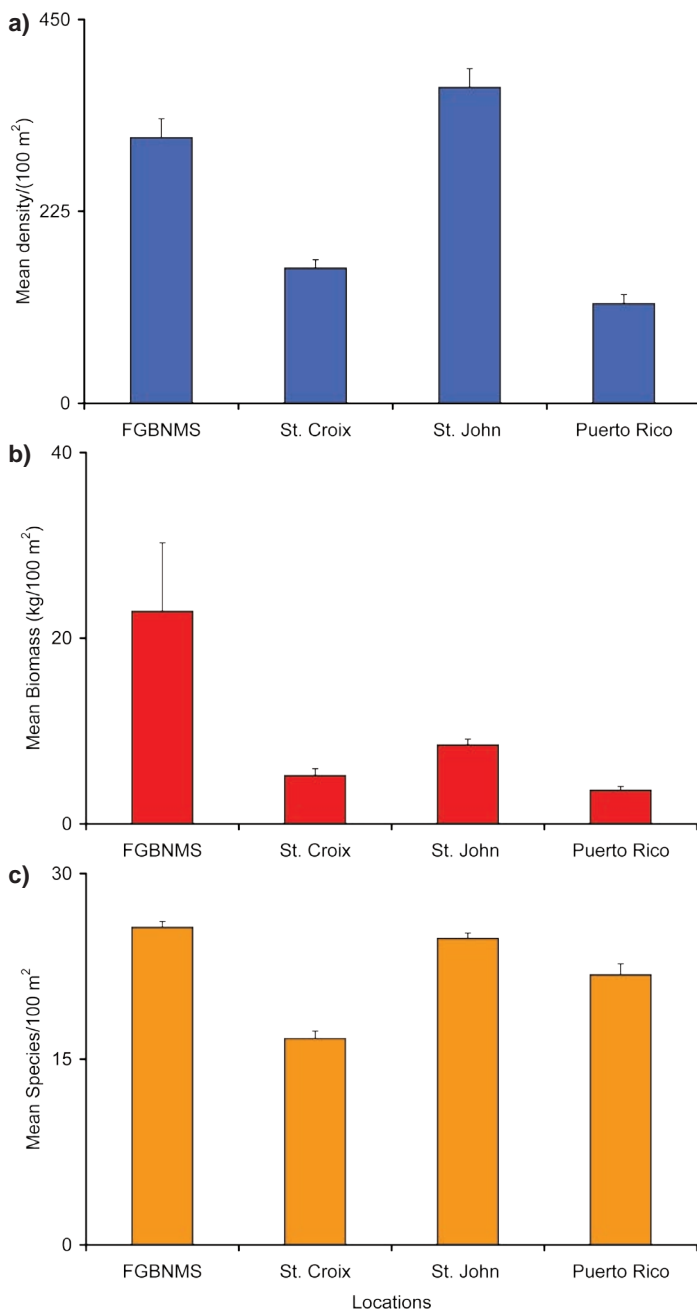 a)
450
225
0
Mean density/(100 m²)
FGBNMS St. Croix St. John Puerto Rico
b)
40
20
0
Mean Biomass (kg/100 m²)
FGBNMS St. Croix St. John Puerto Rico
c)
30
15
0
Mean Species/100 m²
FGBNMS St. Croix St. John Puerto Rico
Locations